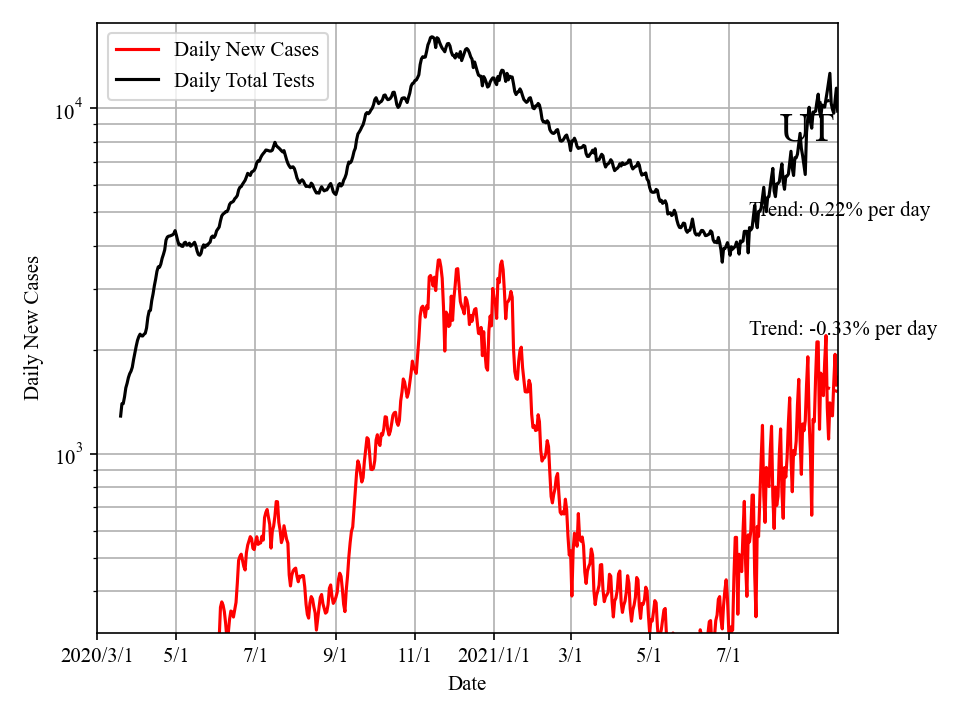 Daily New Cases
Daily Total Tests
10^4
UT
Trend: 0.22% per day
Daily New Cases
Trend: -0.33% per day
10^3
2020/3/1 5/1 7/1 9/1 11/1 2021/1/1 3/1 5/1 7/1
Date